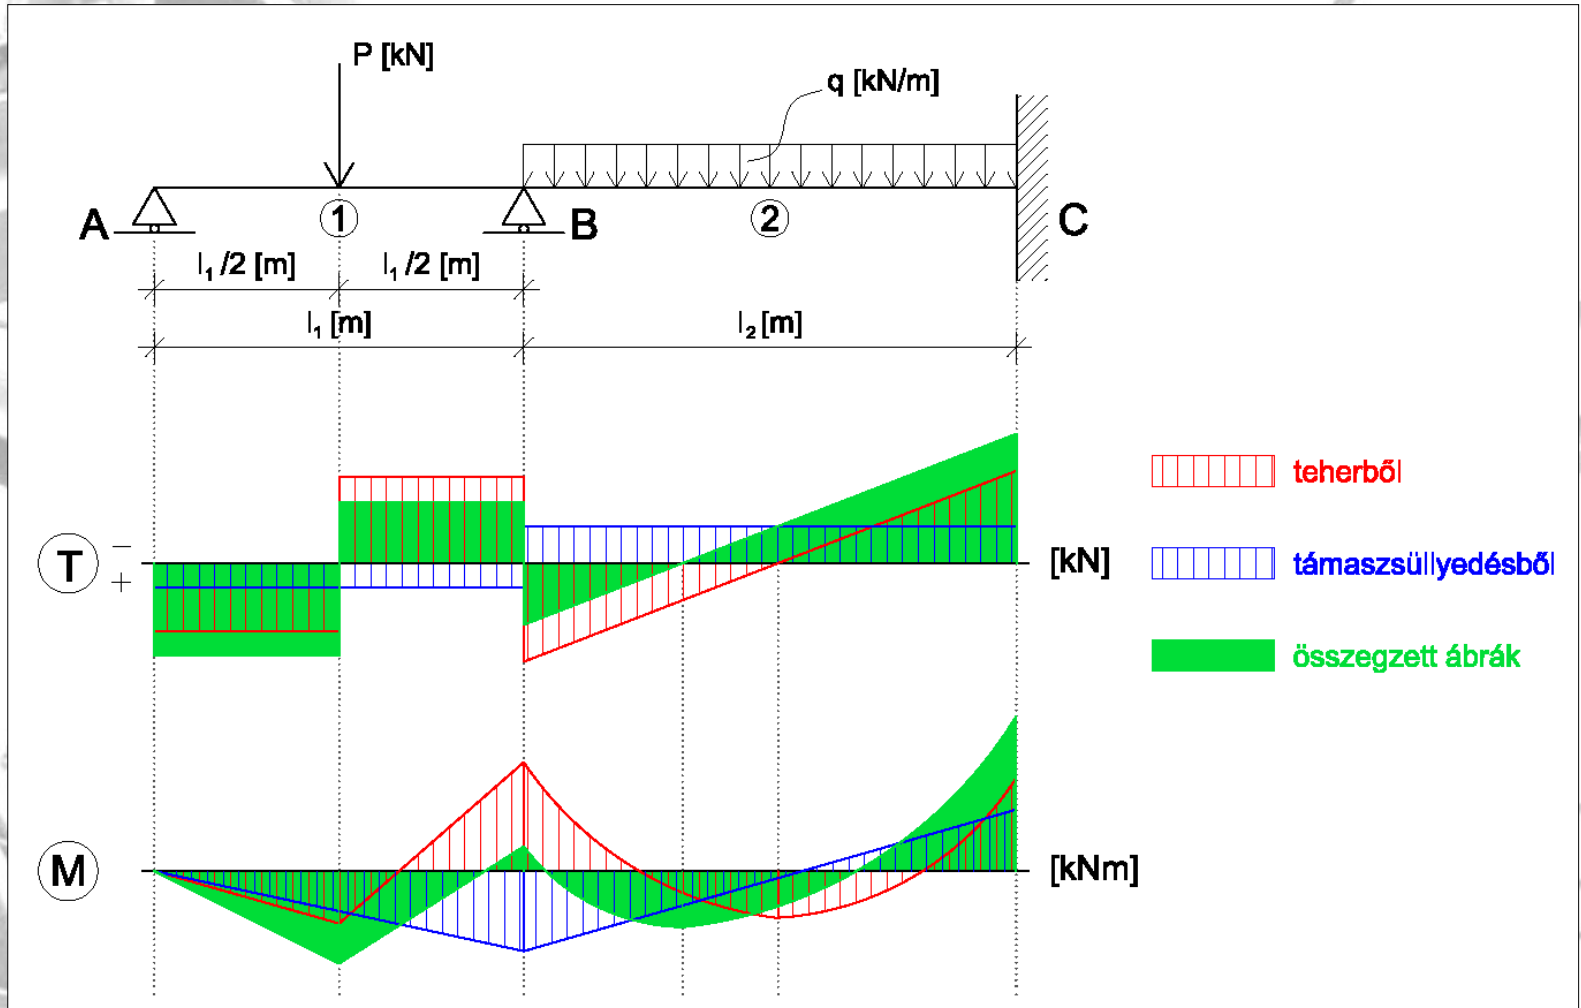 P [kN]
q [kN/m]
A
1
B
2
C
l₁ /2 [m]
l₁ /2 [m]
l₁ [m]
l₂ [m]
T
−
+
[kN]
teherből
támaszsüllyedésből
összegzett ábrák
M
[kNm]